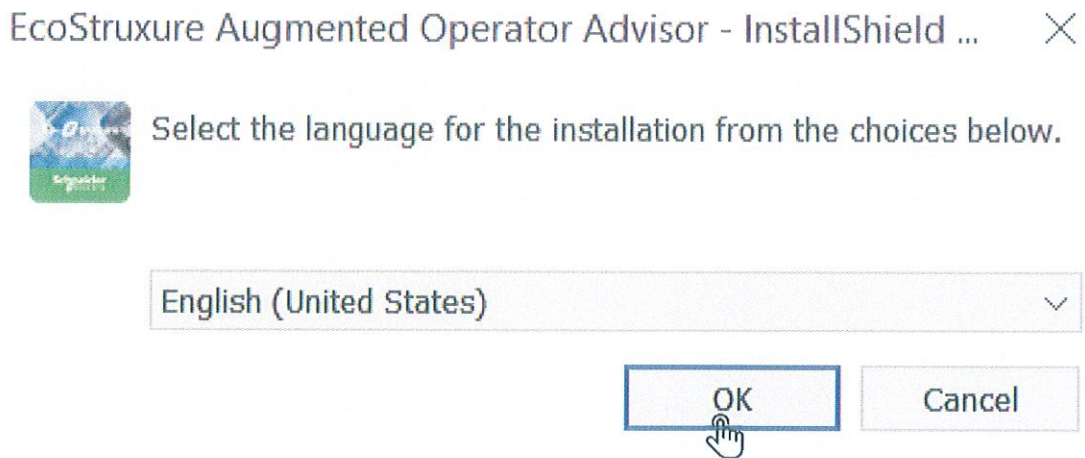 EcoStruxure Augmented Operator Advisor - InstallShield ...
Select the language for the installation from the choices below.
Schneider
English (United States)
OK
Cancel